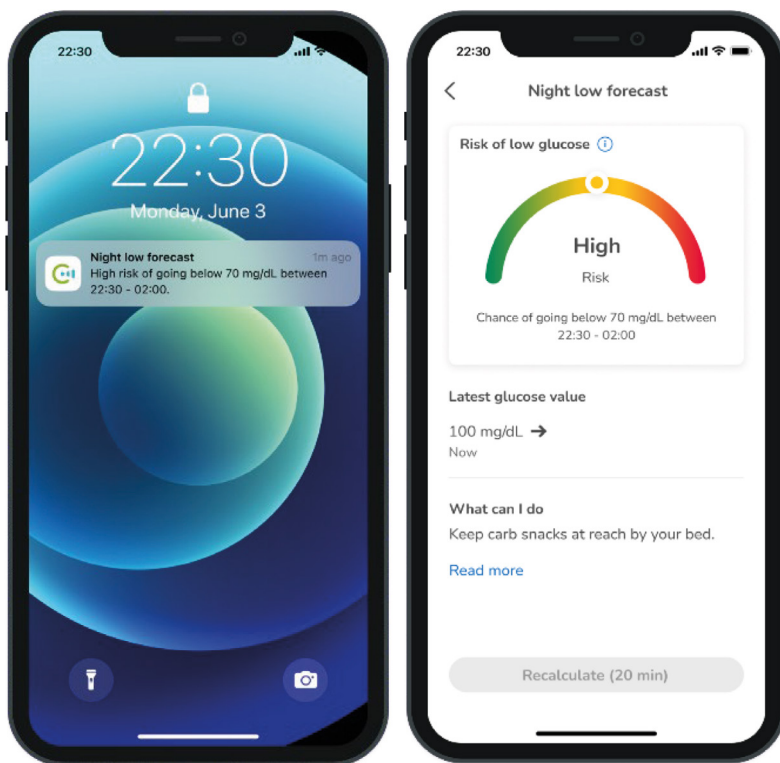 22:30
22:30
Monday, June 3
Night low forecast 1m ago
High risk of going below 70 mg/dL between
22:30 - 02:00.
22:30
Night low forecast
Risk of low glucose
High
Risk
Chance of going below 70 mg/dL between
22:30 - 02:00
Latest glucose value
100 mg/dL →
Now
What can I do
Keep carb snacks at reach by your bed.
Read more
Recalculate (20 min)